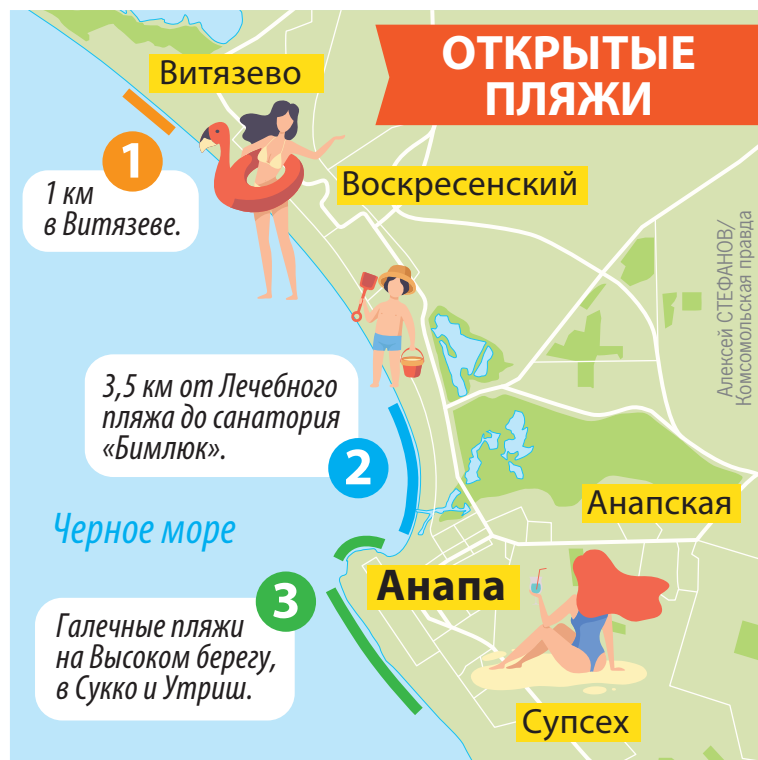 ОТКРЫТЫЕ
ПЛЯЖИ
Витязево
1
1 км
в Витязеве.
Воскресенский
Алексей СТЕФАНОВ/
Комсомольская правда
3,5 км от Лечебного
пляжа до санатория
«Бимлюк».
2
Анапская
Черное море
Анапа
3
Галечные пляжи
на Высоком берегу,
в Сукко и Утриш.
Супсех